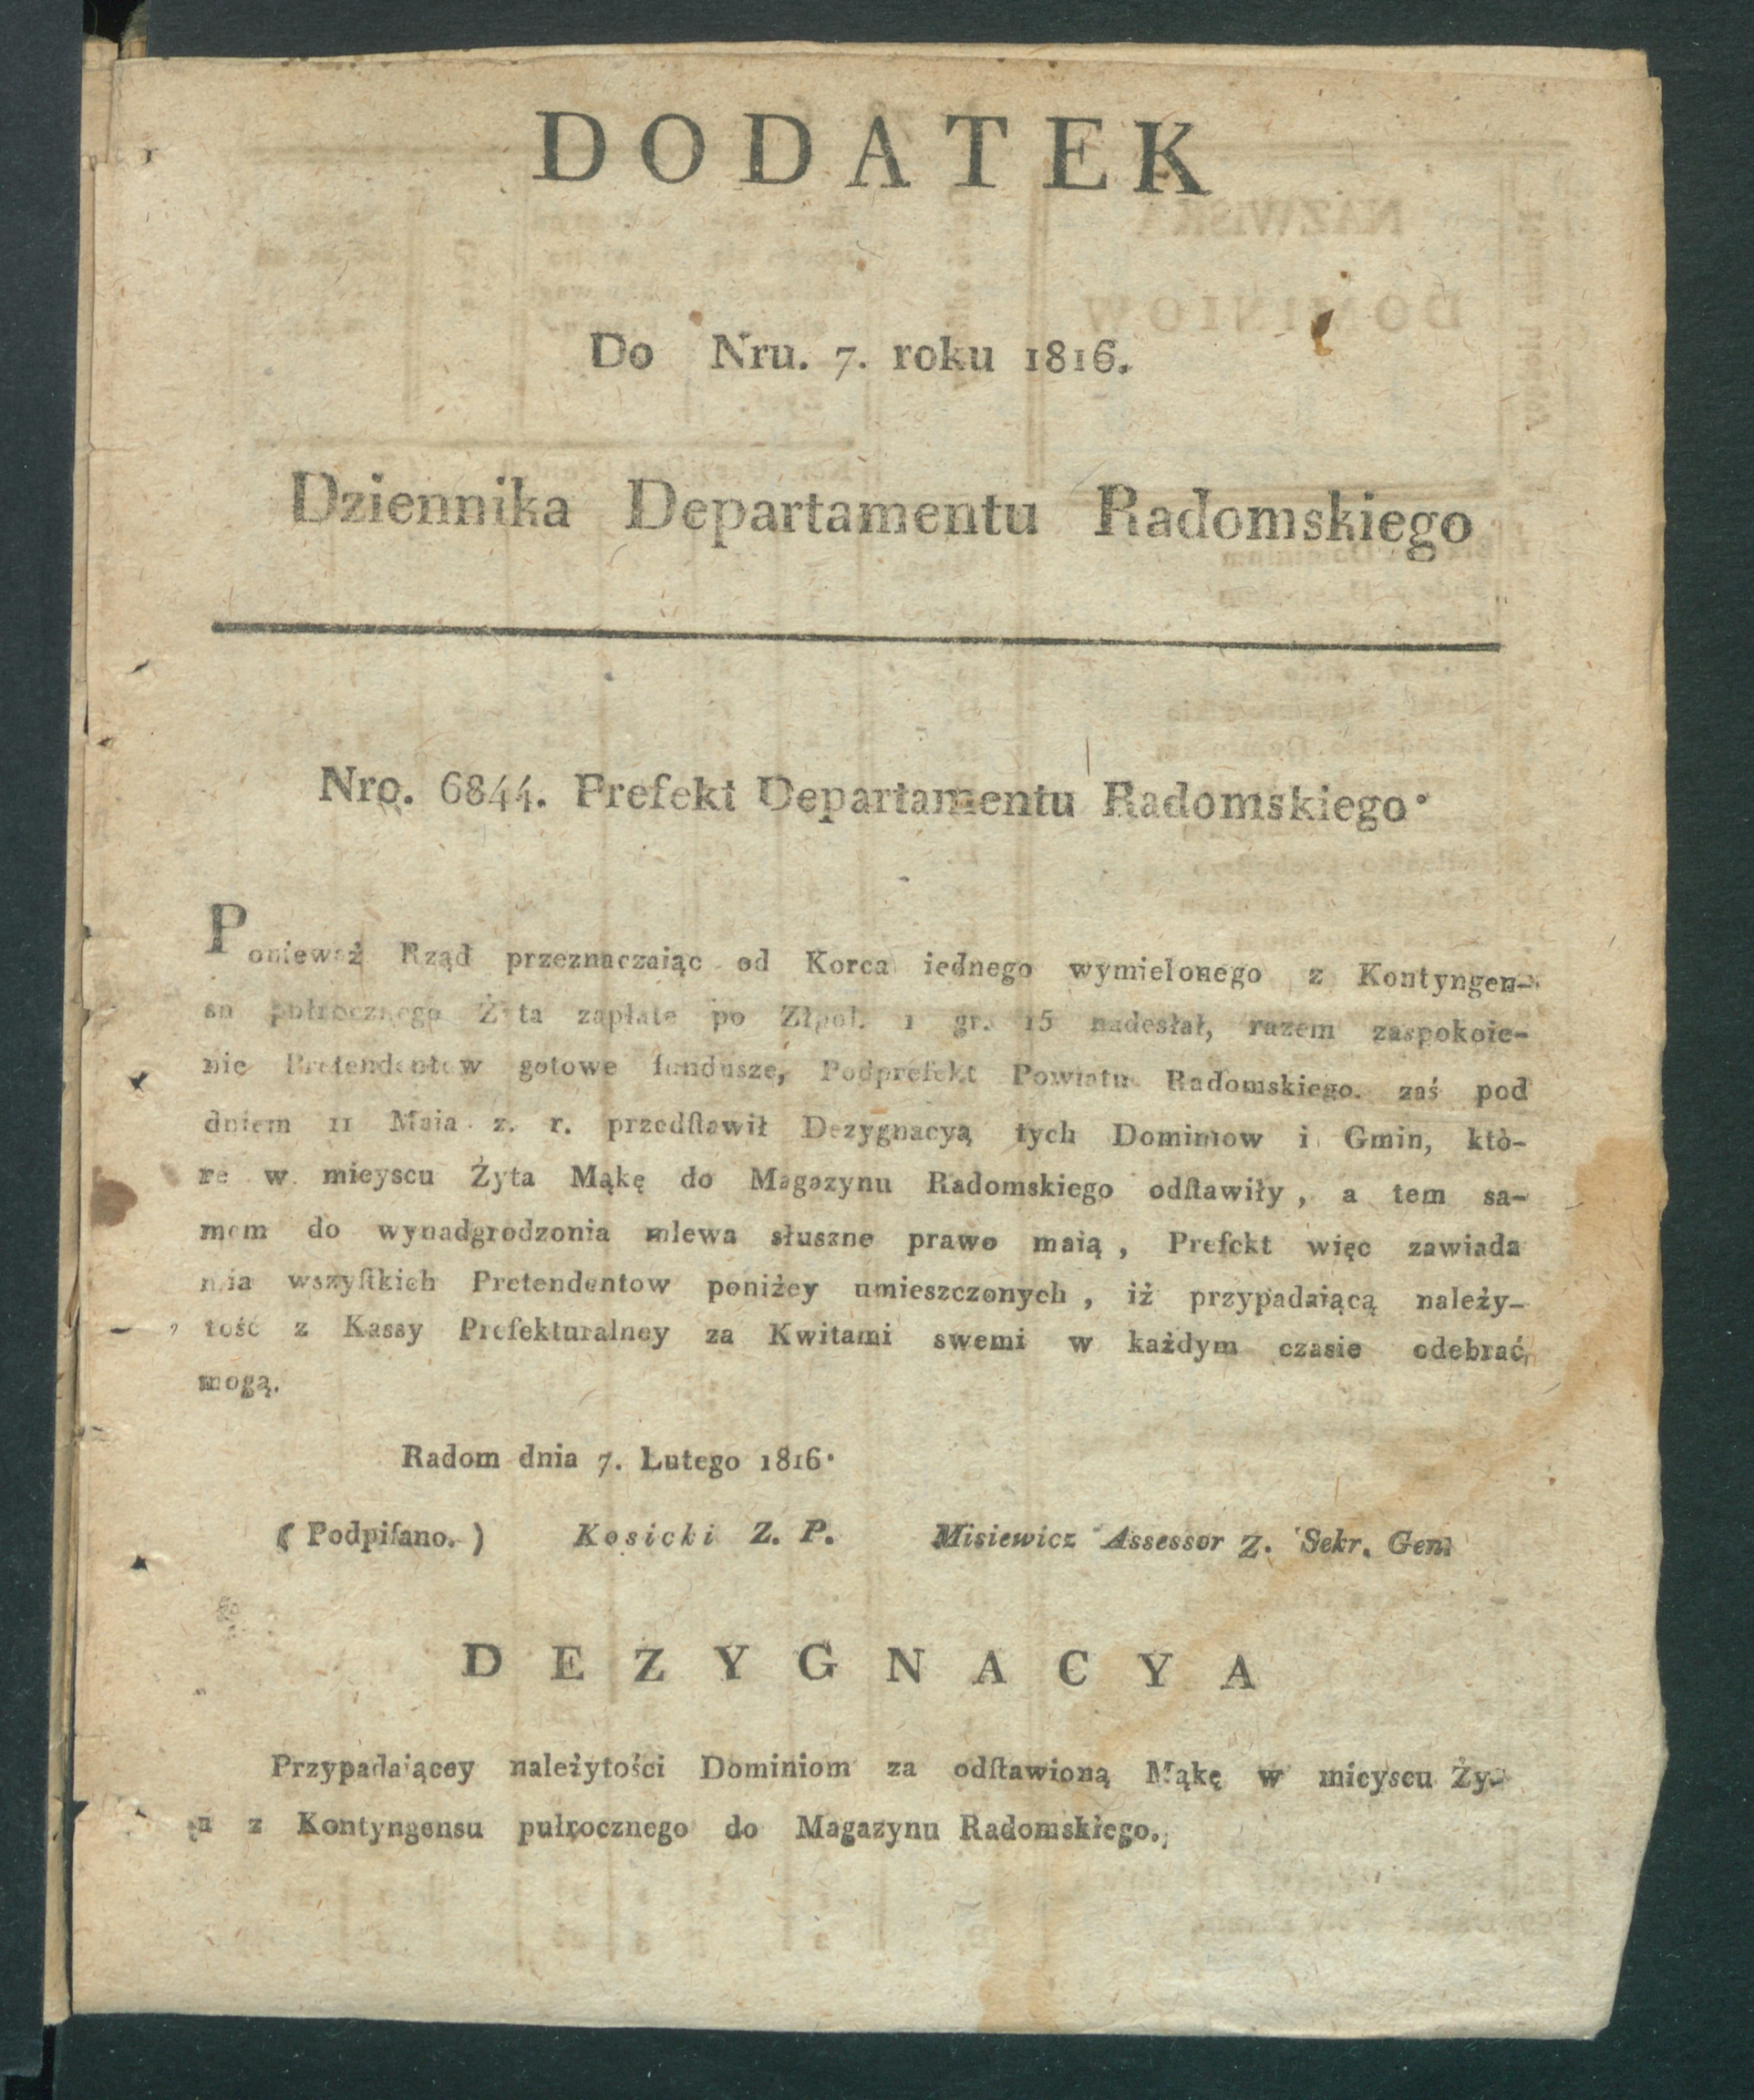 DODATEK
Do Nru. 7. roku 1816.
Dziennika Departamentu Radomskiego
Nro. 6844. Prefekt Departamentu Radomskiego.
Ponieważ Rząd przeznaczaiąc od Korca iednego wymielonego z Kontyngen-
su pułrocznego Żyta zapłatę po Złpol. 1 gr. 15 nadesłał, razem zaspokoie-
nie Pretendentow gotowe fundusze, Podprefekt Powiatu Radomskiego. zaś pod
dniem 11 Maia z. r. przedſtawił Dezygnacyą tych Dominiow i Gmin,ktò-
re w mieyscu Żyta Mąkę do Magazynu Radomskiego odſtawiły, a tem sa-
mem do wynadgrodzonia mlewa słuszne prawo maią, Prefekt więc zawiada
mia wszyſtkich Pretendentow poniżey umieszczonych, iż przypadaiącą należy-
tość z Kassy Prefekturalney za Kwitami swemi w każdym czasie odebrać
mogą.
Radom dnia 7. Lutego 1816.
(Podpiſano.) Kosicki Z. P. Misiewicz Assessor Z. Sekr. Gen.
DEZYGNACYA
Przypadaiącey należytości Dominiom za odſtawioną Mąkę w mieyscu Ży-
tu z Kontyngensu pułrocznego do Magazynu Radomskiego.